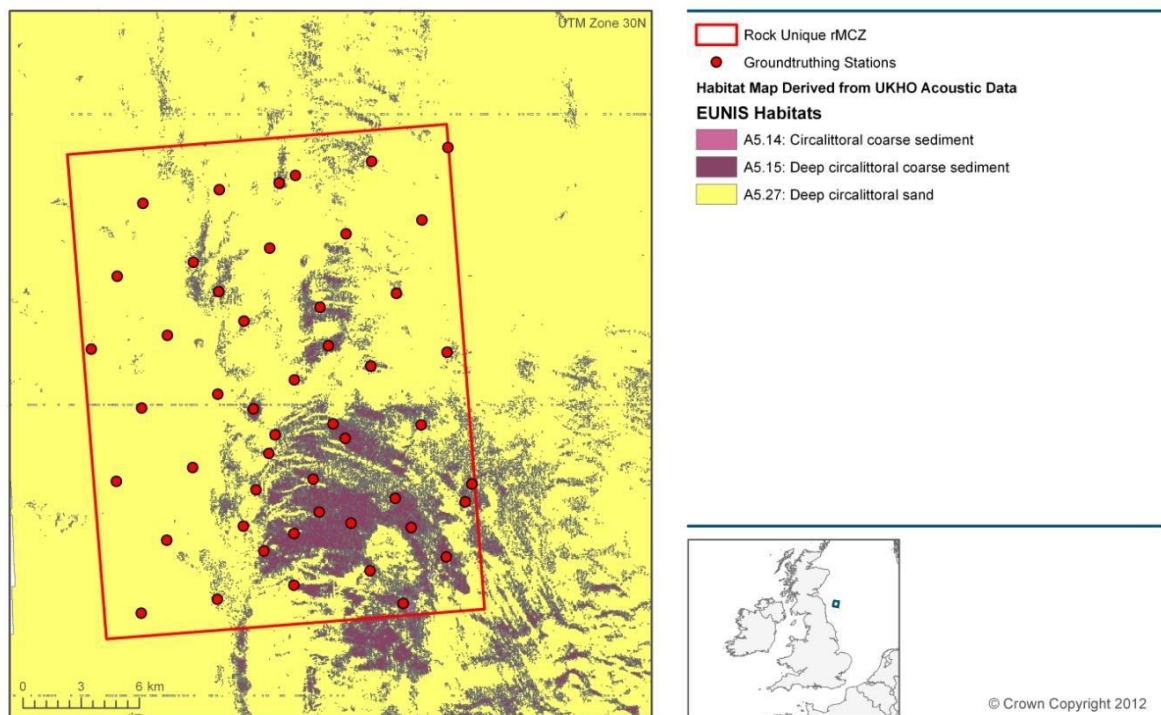 UTM Zone 30N
0 3 6 km
Rock Unique rMCZ
Groundtruthing Stations
Habitat Map Derived from UKHO Acoustic Data
EUNIS Habitats
A5.14: Circalittoral coarse sediment
A5.15: Deep circalittoral coarse sediment
A5.27: Deep circalittoral sand
© Crown Copyright 2012